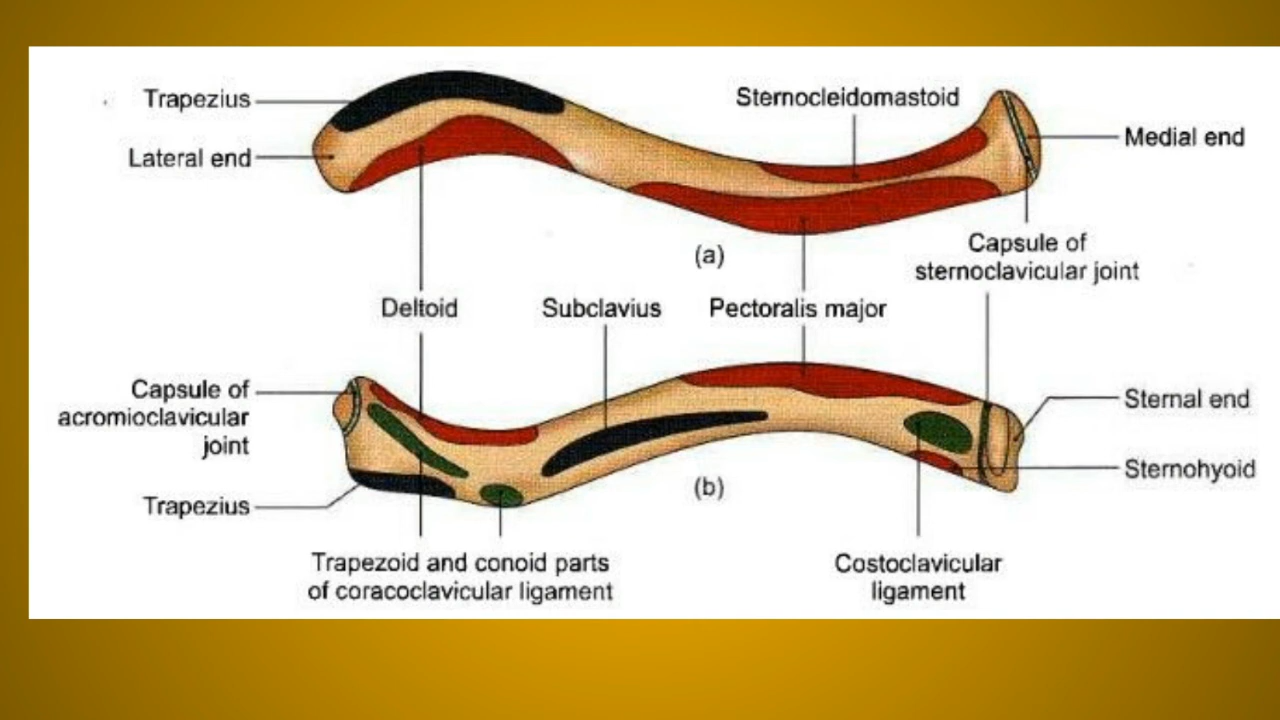 Trapezius
Sternocleidomastoid
Lateral end
Medial end
(a)
Capsule of
sternoclavicular joint
Deltoid
Subclavius
Pectoralis major
Capsule of
acromioclavicular
joint
Sternal end
Sternohyoid
(b)
Trapezius
Trapezoid and conoid parts
of coracoclavicular ligament
Costoclavicular
ligament